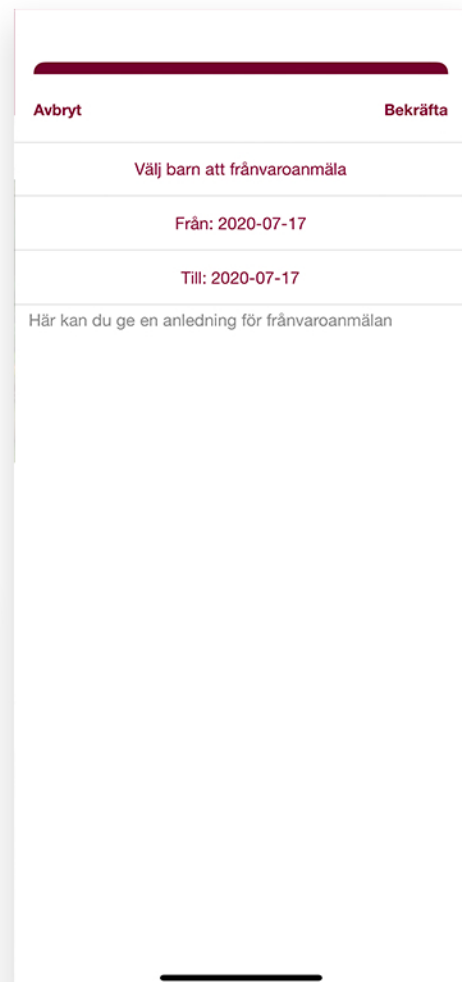 Avbryt
Bekräfta
Välj barn att frånvaroanmäla
Från: 2020-07-17
Till: 2020-07-17
Här kan du ge en anledning för frånvaroanmälan